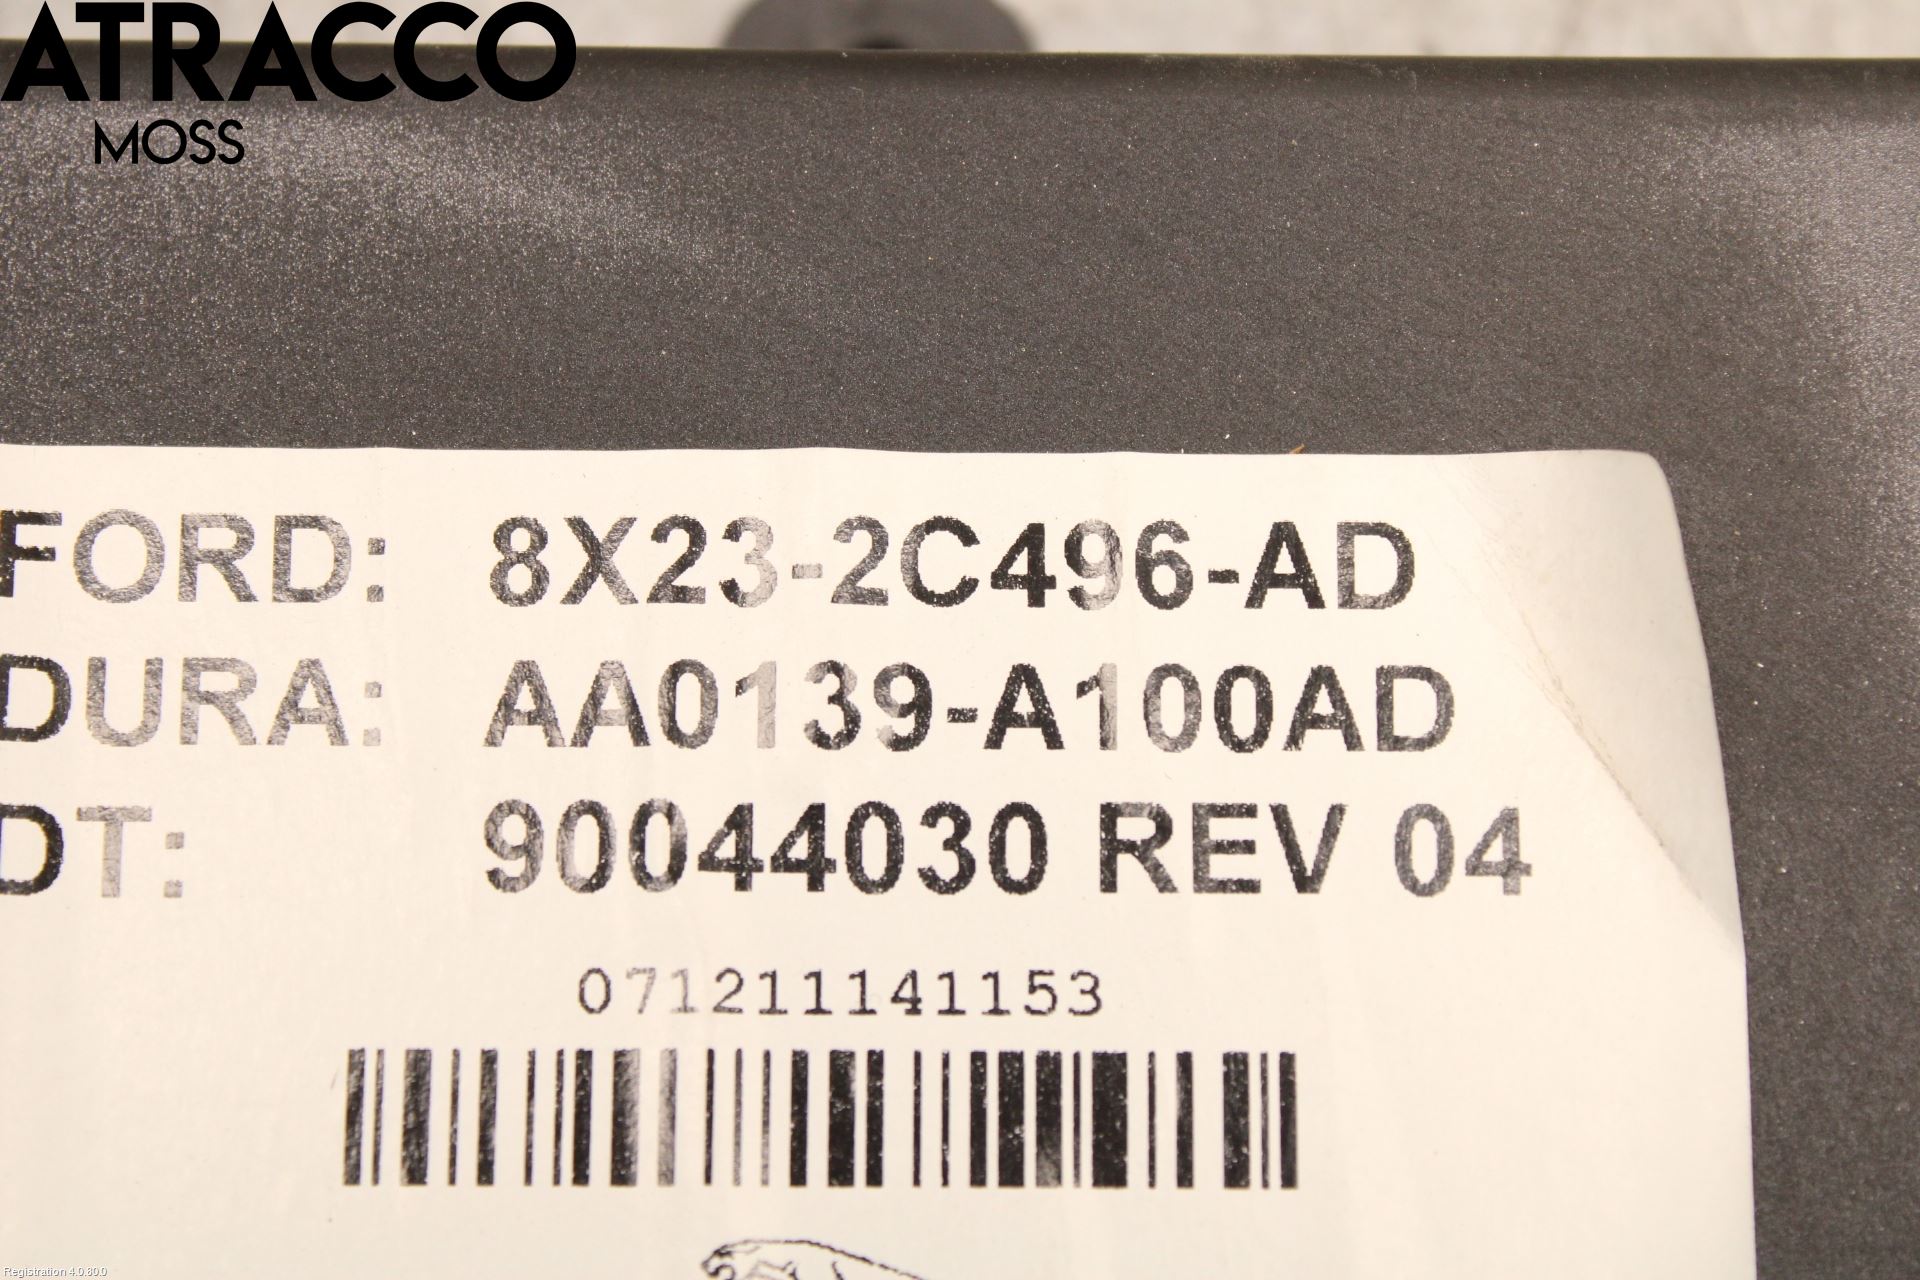 ATRACCO
MOSS
FORD: 8X23-2C496-AD
DURA: AA0139-A100AD
DT: 90044030 REV 04
071211141153
Registration 4.0.80.0